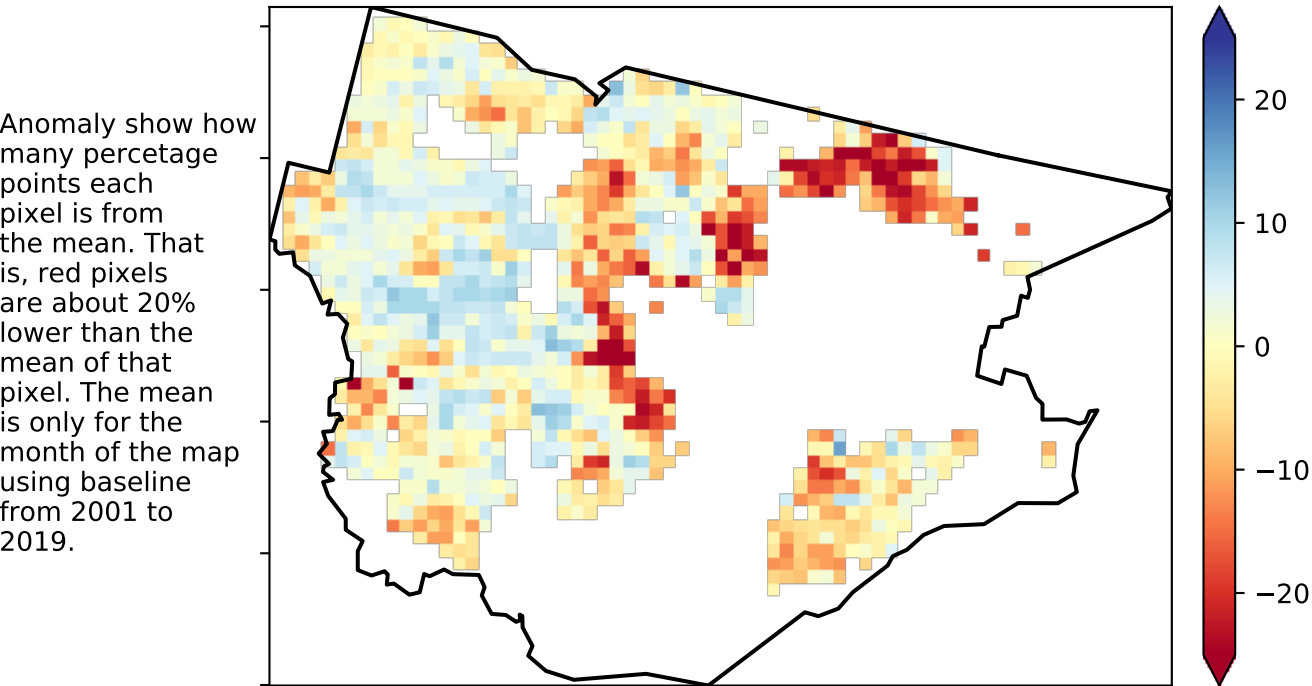 Anomaly show how
many percetage
points each
pixel is from
the mean. That
is, red pixels
are about 20%
lower than the
mean of that
pixel. The mean
is only for the
month of the map
using baseline
from 2001 to
2019.
20
10
0
−10
−20